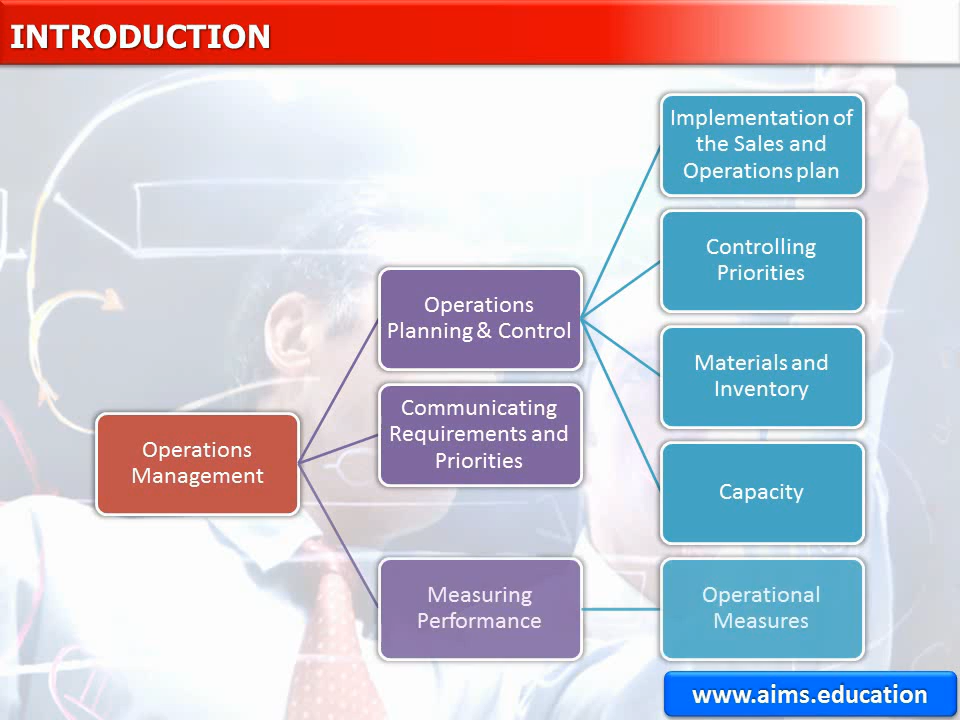 INTRODUCTION
Operations
Management
Operations
Planning & Control
Communicating
Requirements and
Priorities
Measuring
Performance
Implementation of
the Sales and
Operations plan
Controlling
Priorities
Materials and
Inventory
Capacity
Operational
Measures
www.aims.education